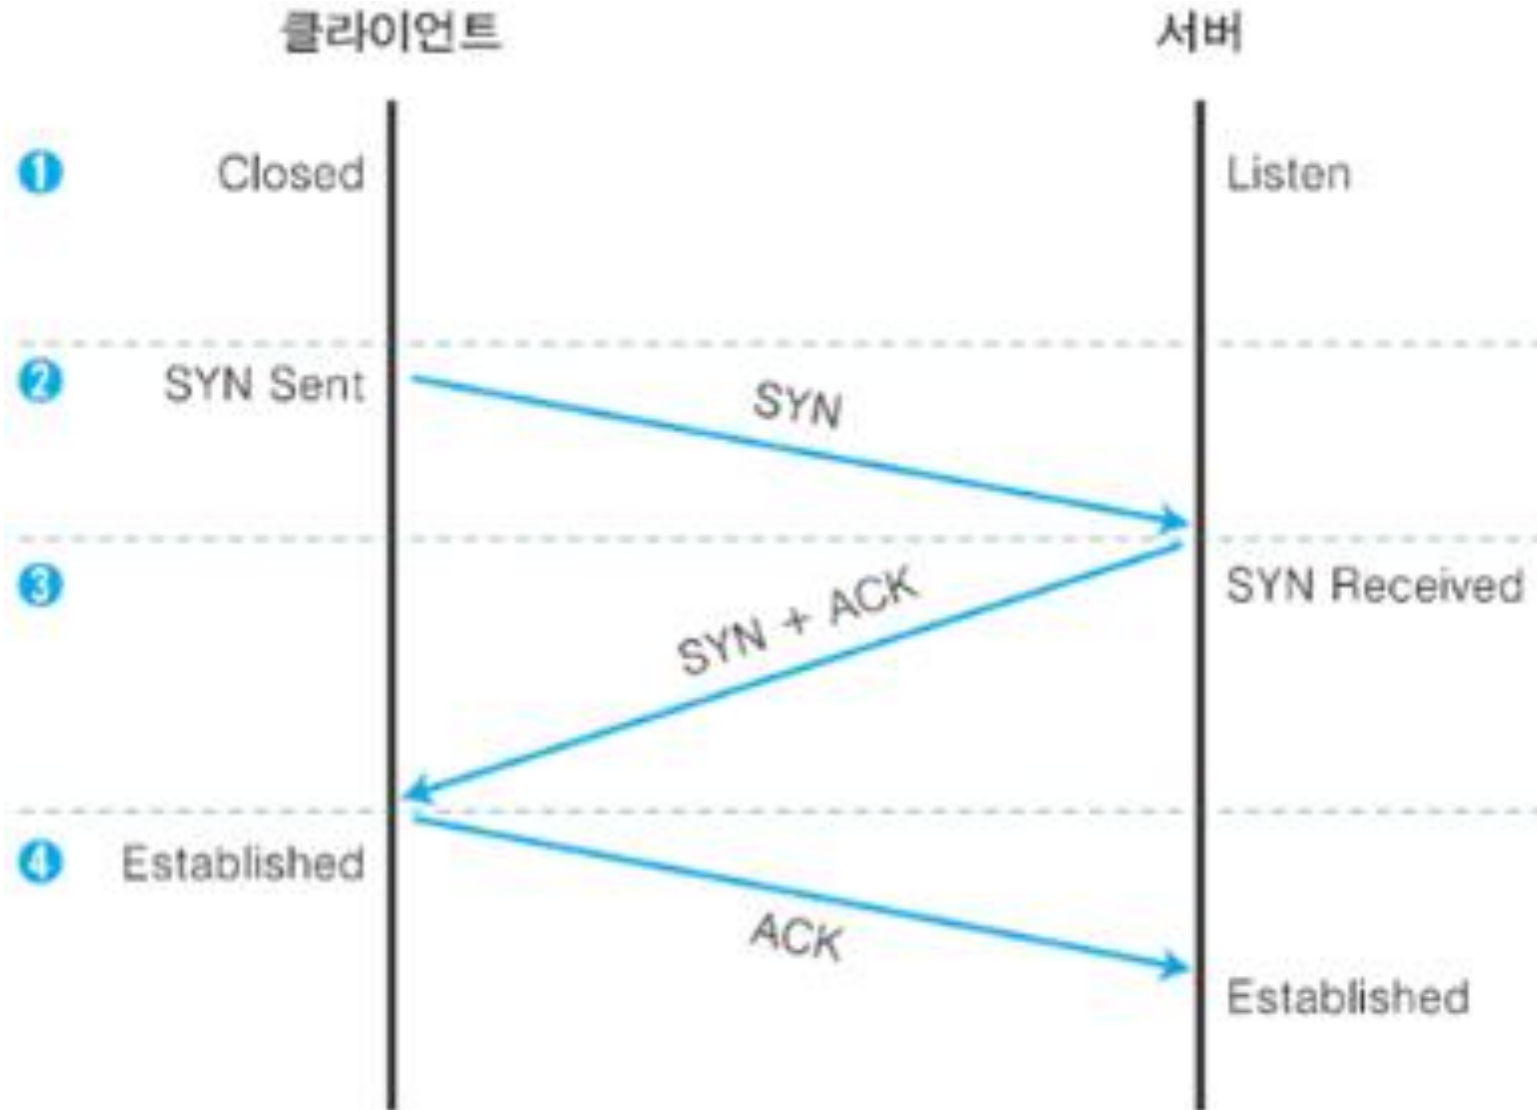 클라이언트 서버
1 Closed Listen
2 SYN Sent SYN
SYN + ACK
3 SYN Received
4 Established
ACK
Established